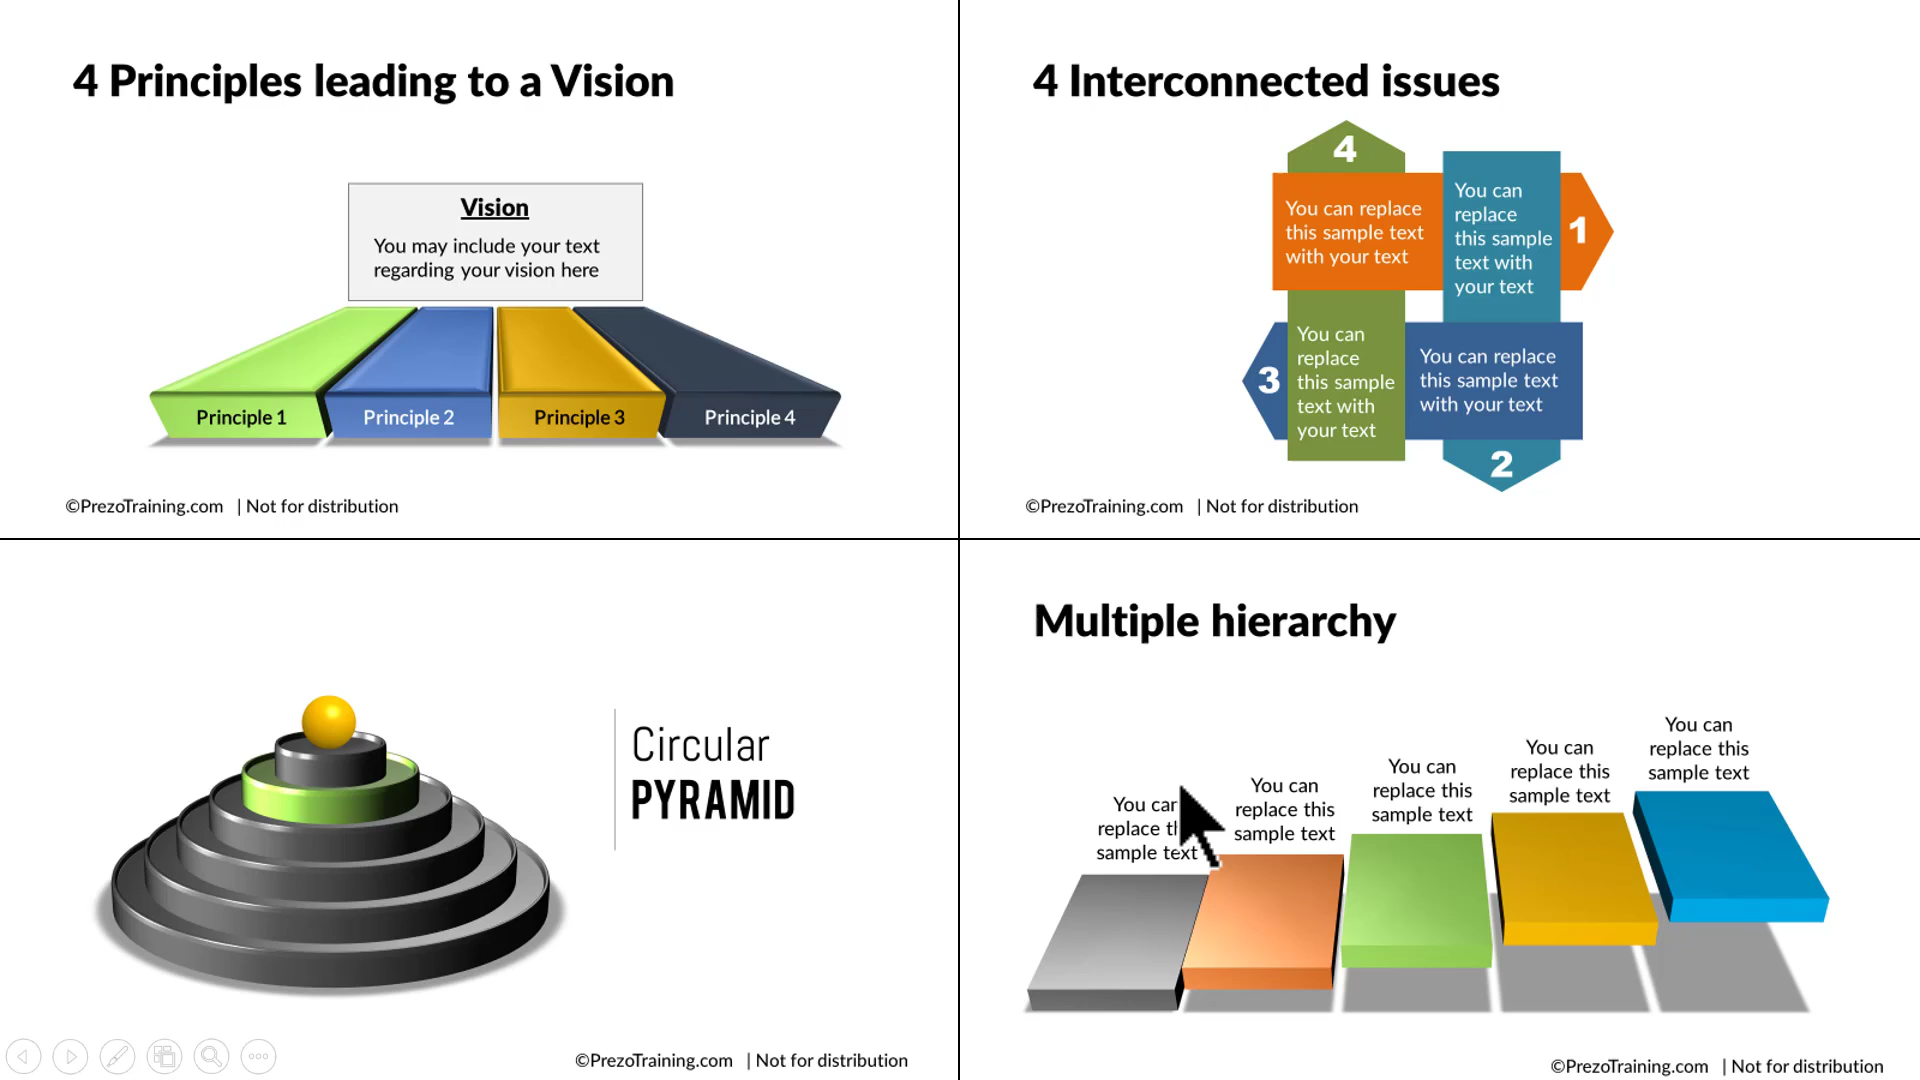 4 Principles leading to a Vision
Vision
You may include your text
regarding your vision here
Principle 1
Principle 2
Principle 3
Principle 4
©PrezoTraining.com | Not for distribution
4 Interconnected issues
4
You can replace
this sample text
with your text
You can
replace
this sample
text with
your text
1
3
You can
replace
this sample
text with
your text
You can replace
this sample text
with your text
2
©PrezoTraining.com | Not for distribution
Circular
PYRAMID
©PrezoTraining.com | Not for distribution
Multiple hierarchy
You
replace
sample text
You can
replace this
sample text
You can
replace this
sample text
You can
replace this
sample text
You can
replace this
sample text
©PrezoTraining.com | Not for distribution